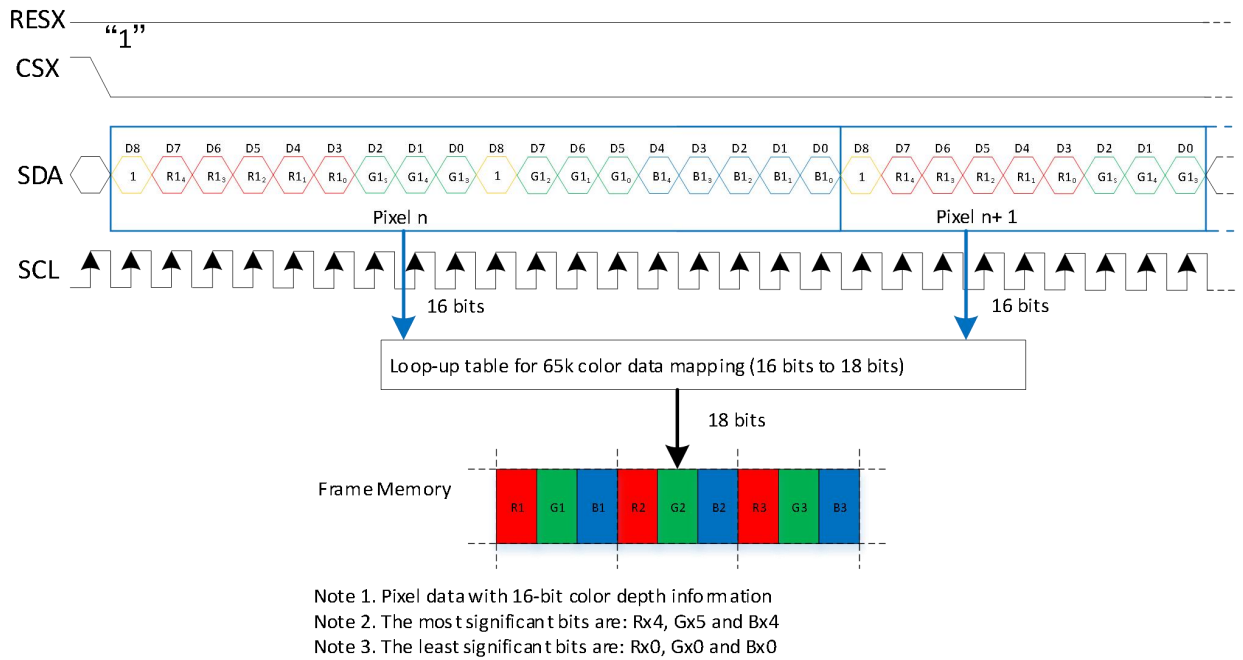 RESX
“1”
CSX
D8 D7 D6 D5 D4 D3 D2 D1 D0 D8 D7 D6 D5 D4 D3 D2 D1 D0 D8 D7 D6 D5 D4 D3 D2 D1 D0
SDA 1 R1₄ R1₃ R1₂ R1₁ R1₀ G1₅ G1₄ G1₃ 1 G1₂ G1₁ G1₀ B1₄ B1₃ B1₂ B1₁ B1₀ 1 R1₄ R1₃ R1₂ R1₁ R1₀ G1₅ G1₄ G1₃
Pixel n Pixel n+ 1
SCL
16 bits 16 bits
Loop-up table for 65k color data mapping (16 bits to 18 bits)
18 bits
Frame Memory
R1 G1 B1 R2 G2 B2 R3 G3 B3
Note 1. Pixel data with 16-bit color depth information
Note 2. The most significant bits are: Rx4, Gx5 and Bx4
Note 3. The least significant bits are: Rx0, Gx0 and Bx0